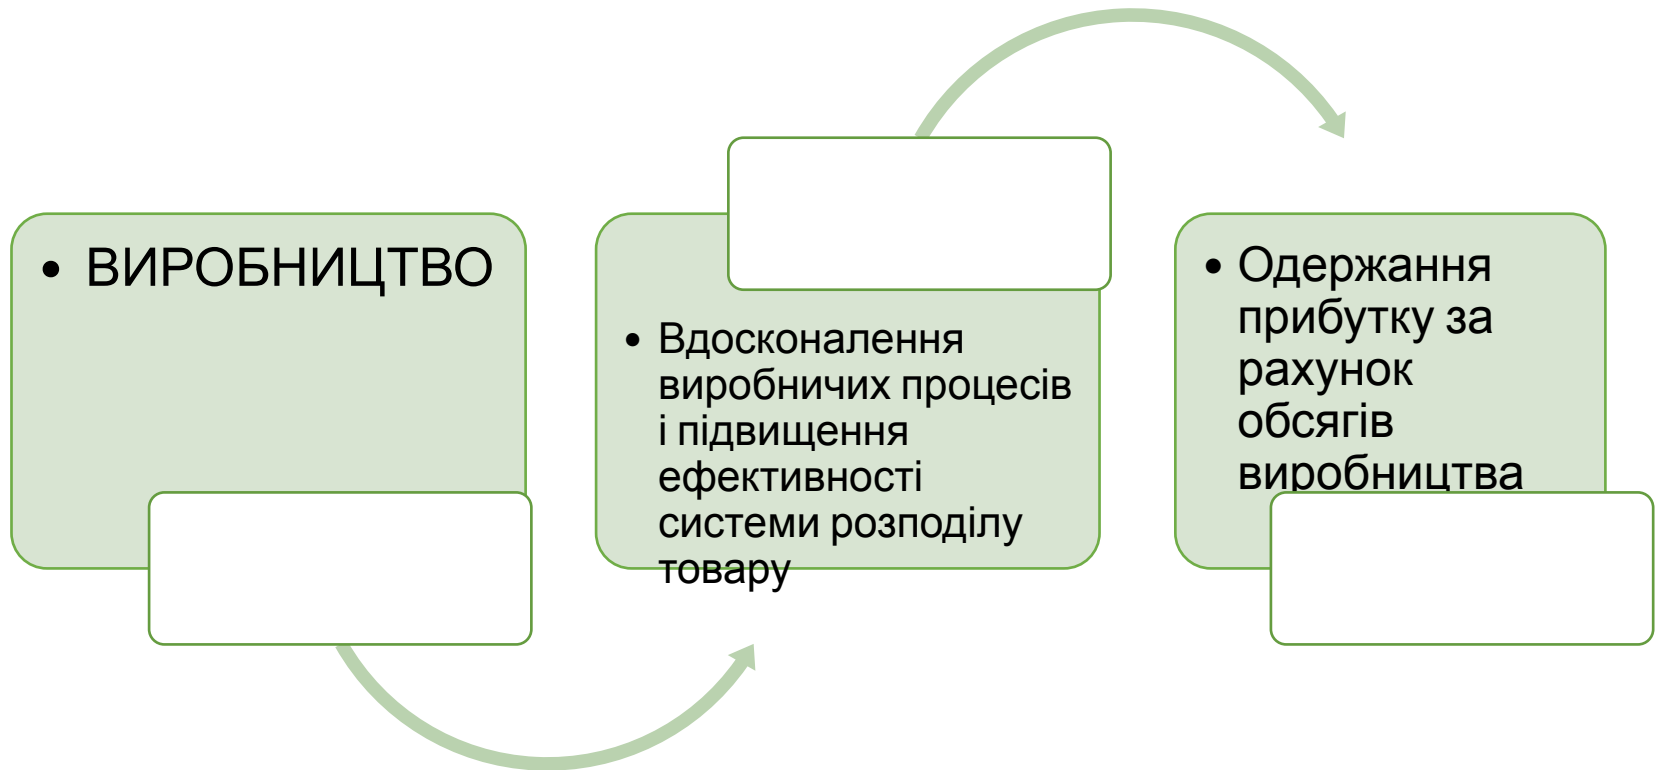 • ВИРОБНИЦТВО
• Вдосконалення
виробничих процесів
і підвищення
ефективності
системи розподілу
товару
• Одержання
прибутку за
рахунок
обсягів
виробництва